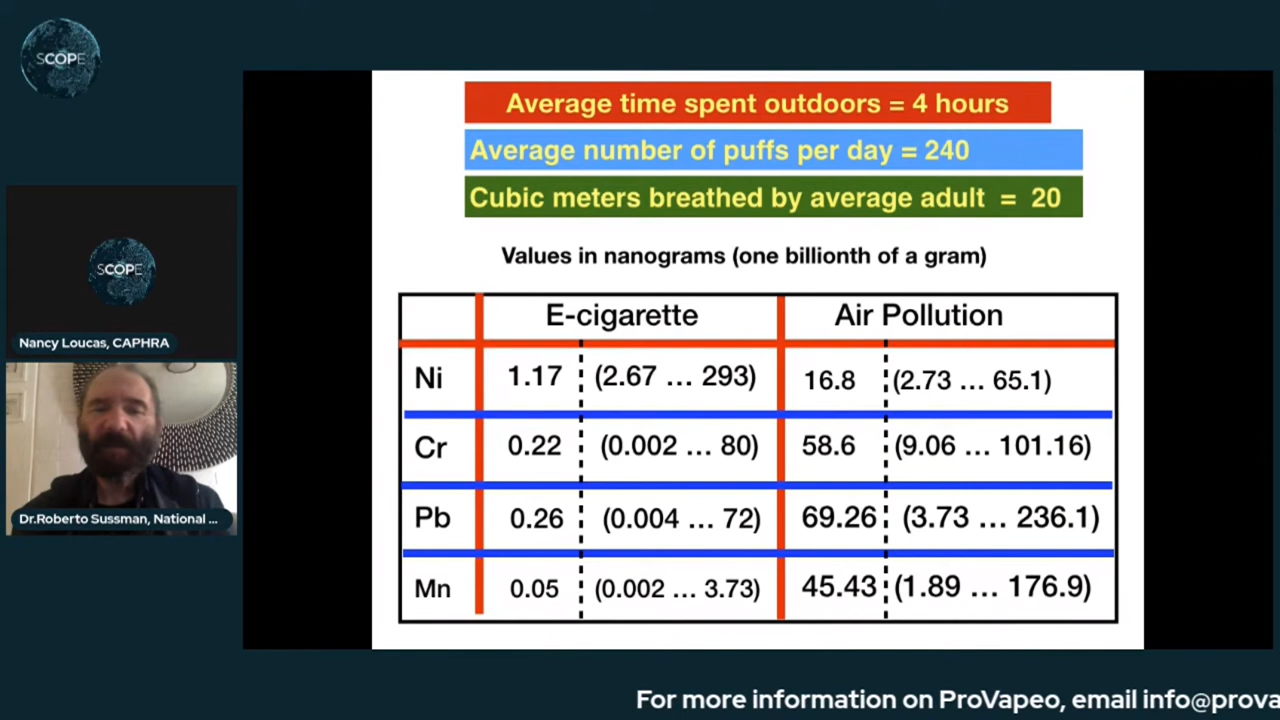 SCOPE
Average time spent outdoors = 4 hours
Average number of puffs per day = 240
Cubic meters breathed by average adult = 20
Values in nanograms (one billionth of a gram)
E-cigarette Air Pollution
Ni 1.17 (2.67 ... 293) 16.8 (2.73 ... 65.1)
Cr 0.22 (0.002 ... 80) 58.6 (9.06 ... 101.16)
Pb 0.26 (0.004 ... 72) 69.26 (3.73 ... 236.1)
Mn 0.05 (0.002 ... 3.73) 45.43 (1.89 ... 176.9)
SCOPE
Nancy Loucas, CAPHRA
Dr.Roberto Sussman, National ...
For more information on ProVapeo, email info@prova